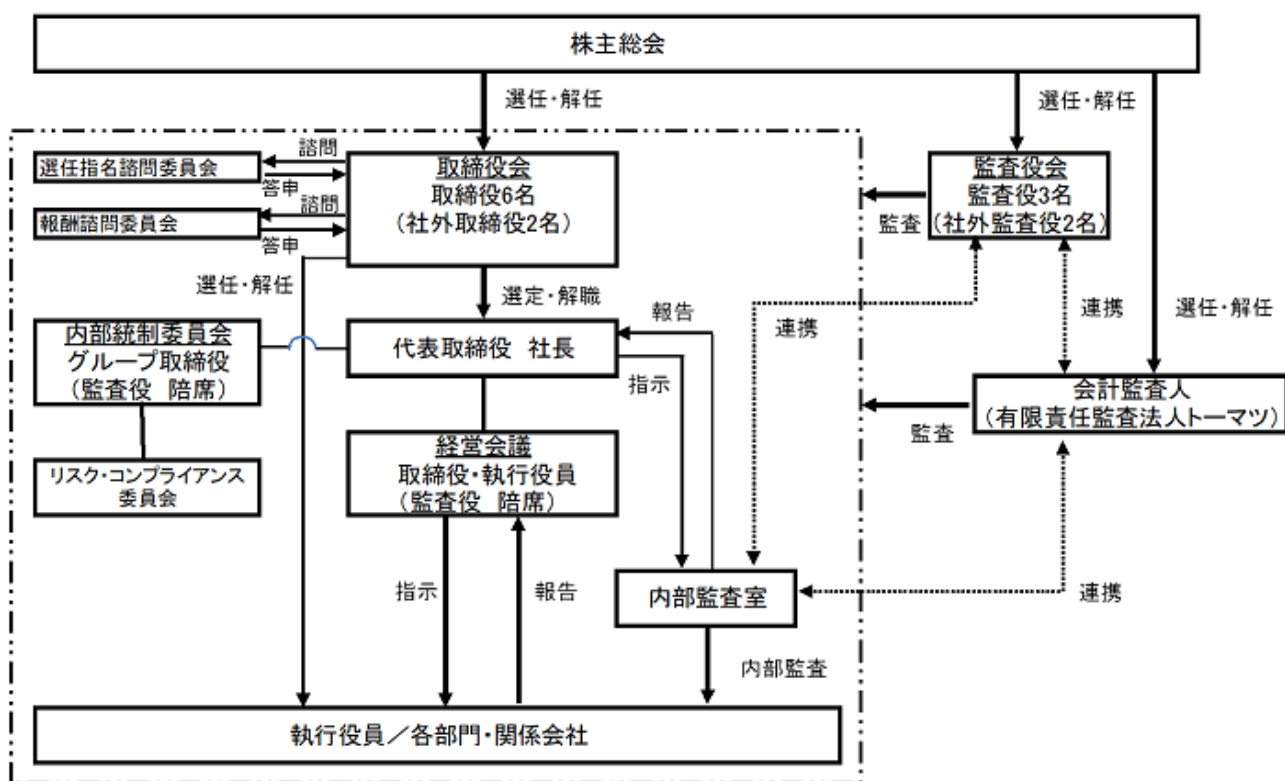 株主総会
選任・解任
選任・解任
選任指名諮問委員会
諮問
答申
報酬諮問委員会
諮問
答申
取締役会
取締役6名
(社外取締役2名)
監査役会
監査役3名
(社外監査役2名)
監査
選任・解任
選定・解職
連携
連携
選任・解任
内部統制委員会
グループ取締役
(監査役 陪席)
代表取締役 社長
報告
指示
会計監査人
(有限責任監査法人トーマツ)
監査
リスク・コンプライアンス
委員会
経営会議
取締役・執行役員
(監査役 陪席)
指示
報告
内部監査室
連携
内部監査
執行役員/各部門・関係会社